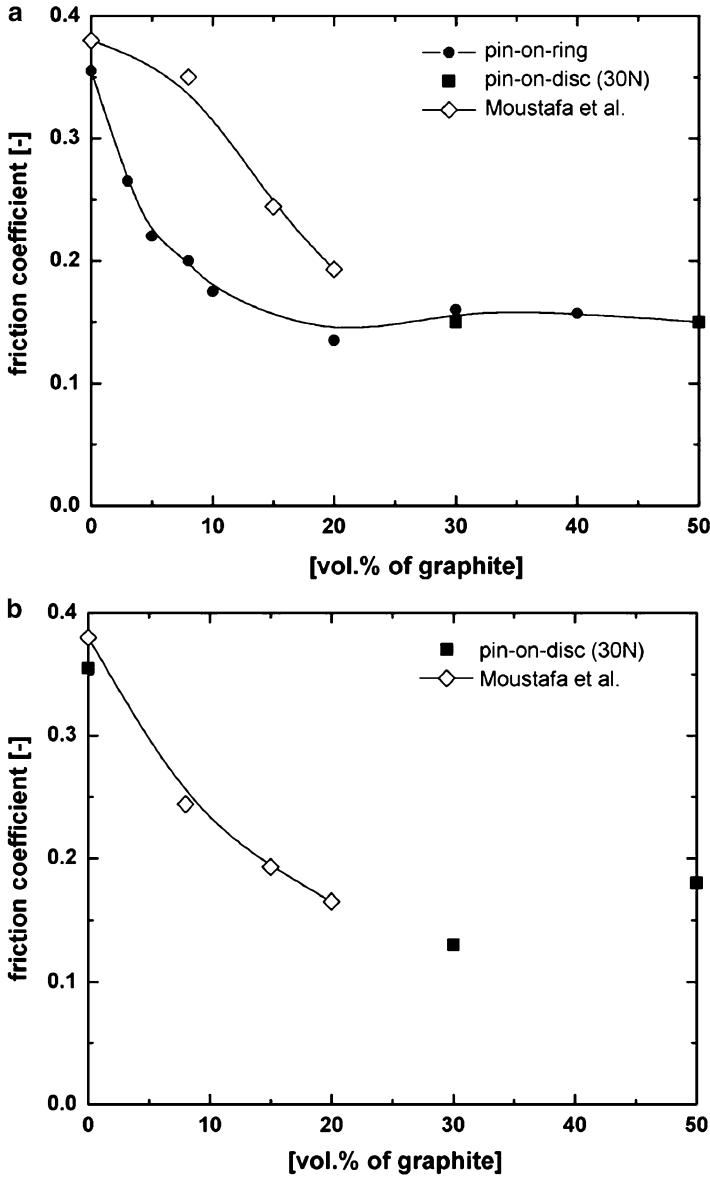 a
0.4
0.3
0.2
0.1
0.0
friction coefficient [-]
pin-on-ring
pin-on-disc (30N)
Moustafa et al.
0 10 20 30 40 50
[vol.% of graphite]
b
0.4
0.3
0.2
0.1
0.0
friction coefficient [-]
pin-on-disc (30N)
Moustafa et al.
0 10 20 30 40 50
[vol.% of graphite]